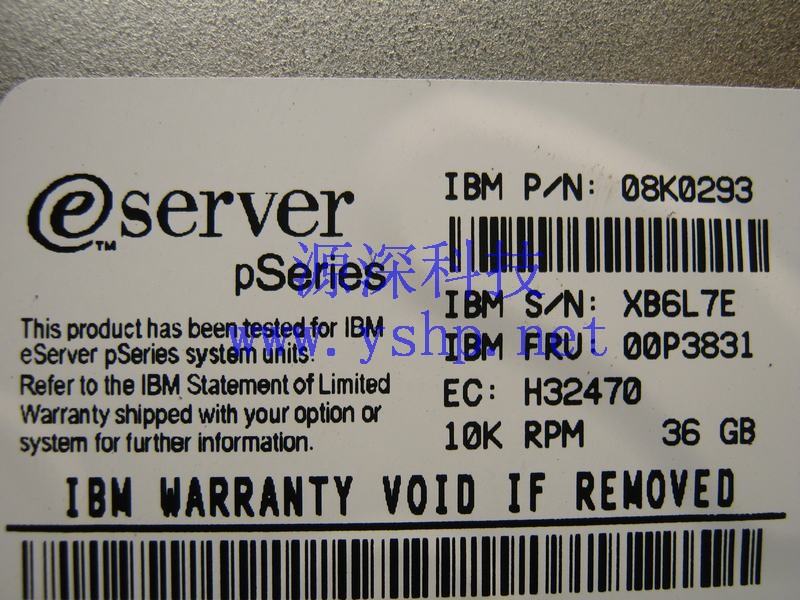 eserver™
pSeries
This product has been tested for IBM
eServer pSeries system units.
Refer to the IBM Statement of Limited
Warranty shipped with your option or
system for further information.
IBM P/N: 08K0293
IBM S/N: XB6L7E
IBM FRU: 00P3831
EC: H32470
10K RPM 36 GB
IBM WARRANTY VOID IF REMOVED
源深科技
www.yshp.net